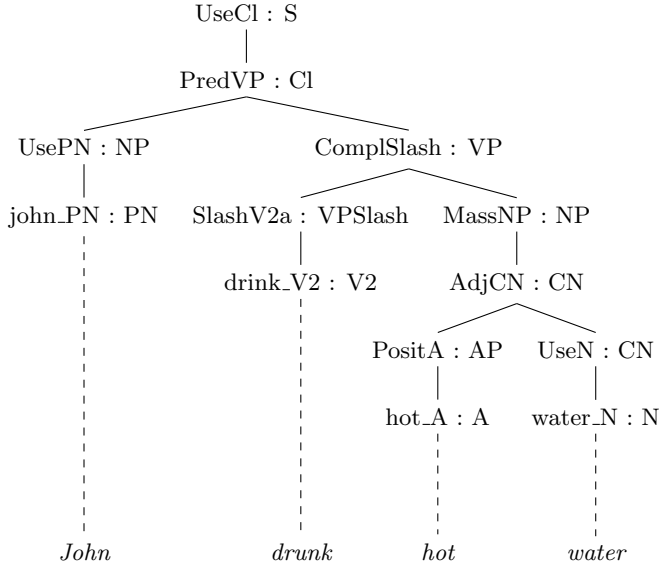 UseCl : S
PredVP : Cl
UsePN : NP ComplSlash : VP
john_PN : PN SlashV2a : VPSlash MassNP : NP
drink_V2 : V2 AdjCN : CN
PositA : AP UseN : CN
hot_A : A water_N : N
John drunk hot water